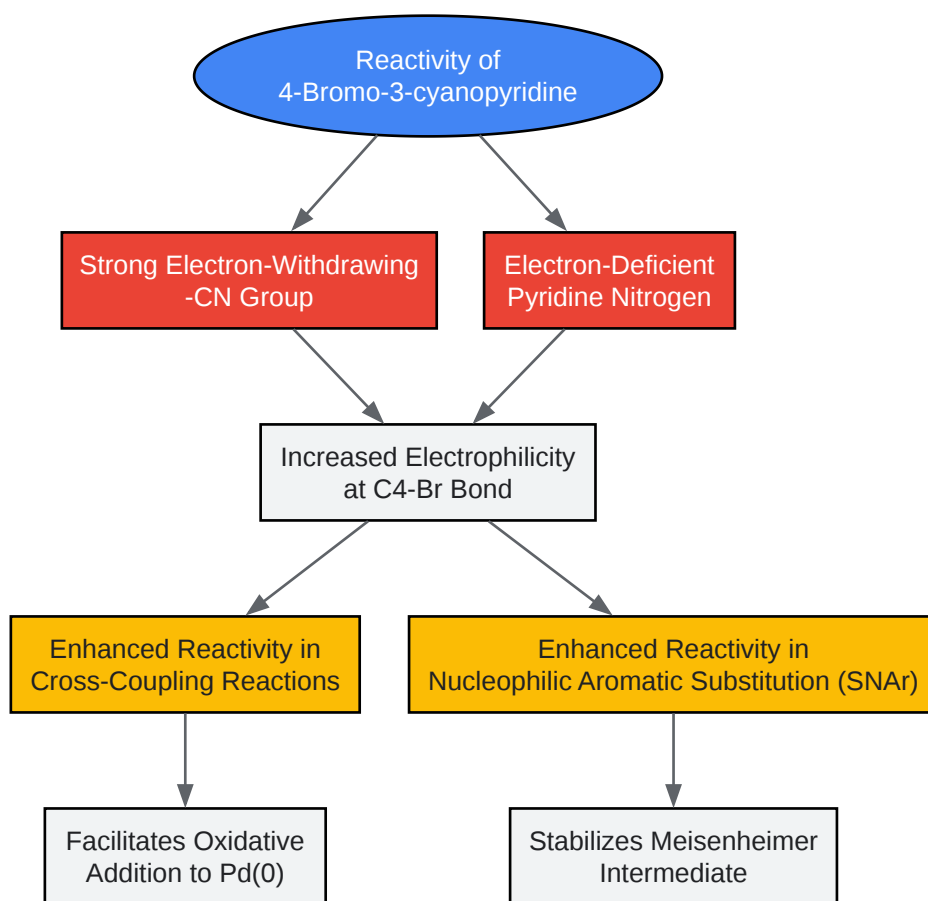 Reactivity of
4-Bromo-3-cyanopyridine
Strong Electron-Withdrawing
-CN Group
Electron-Deficient
Pyridine Nitrogen
Increased Electrophilicity
at C4-Br Bond
Enhanced Reactivity in
Cross-Coupling Reactions
Enhanced Reactivity in
Nucleophilic Aromatic Substitution (SNAr)
Facilitates Oxidative
Addition to Pd(0)
Stabilizes Meisenheimer
Intermediate